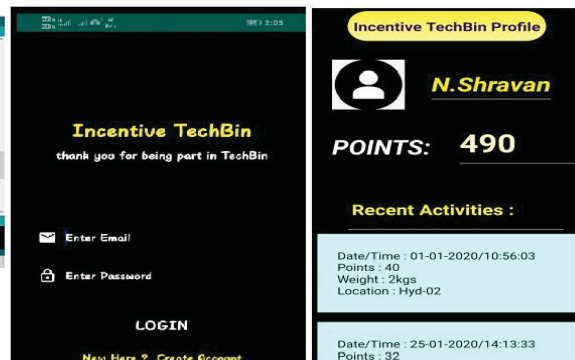 2:05
Incentive TechBin
thank you for being part in TechBin
Enter Email
Enter Password
LOGIN
New Here ? Create Account
Incentive TechBin Profile
N.Shravan
POINTS: 490
Recent Activities :
Date/Time : 01-01-2020/10:56:03
Points : 40
Weight : 2kgs
Location : Hyd-02
Date/Time : 25-01-2020/14:13:33
Points : 32